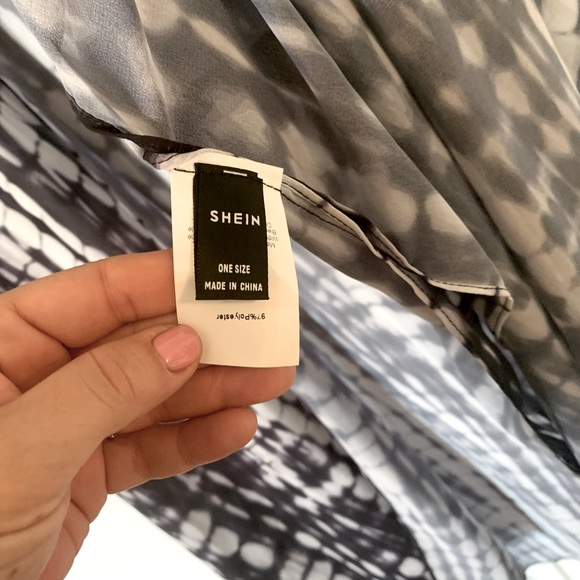 SHEIN
ONE SIZE
MADE IN CHINA
97%Polyester